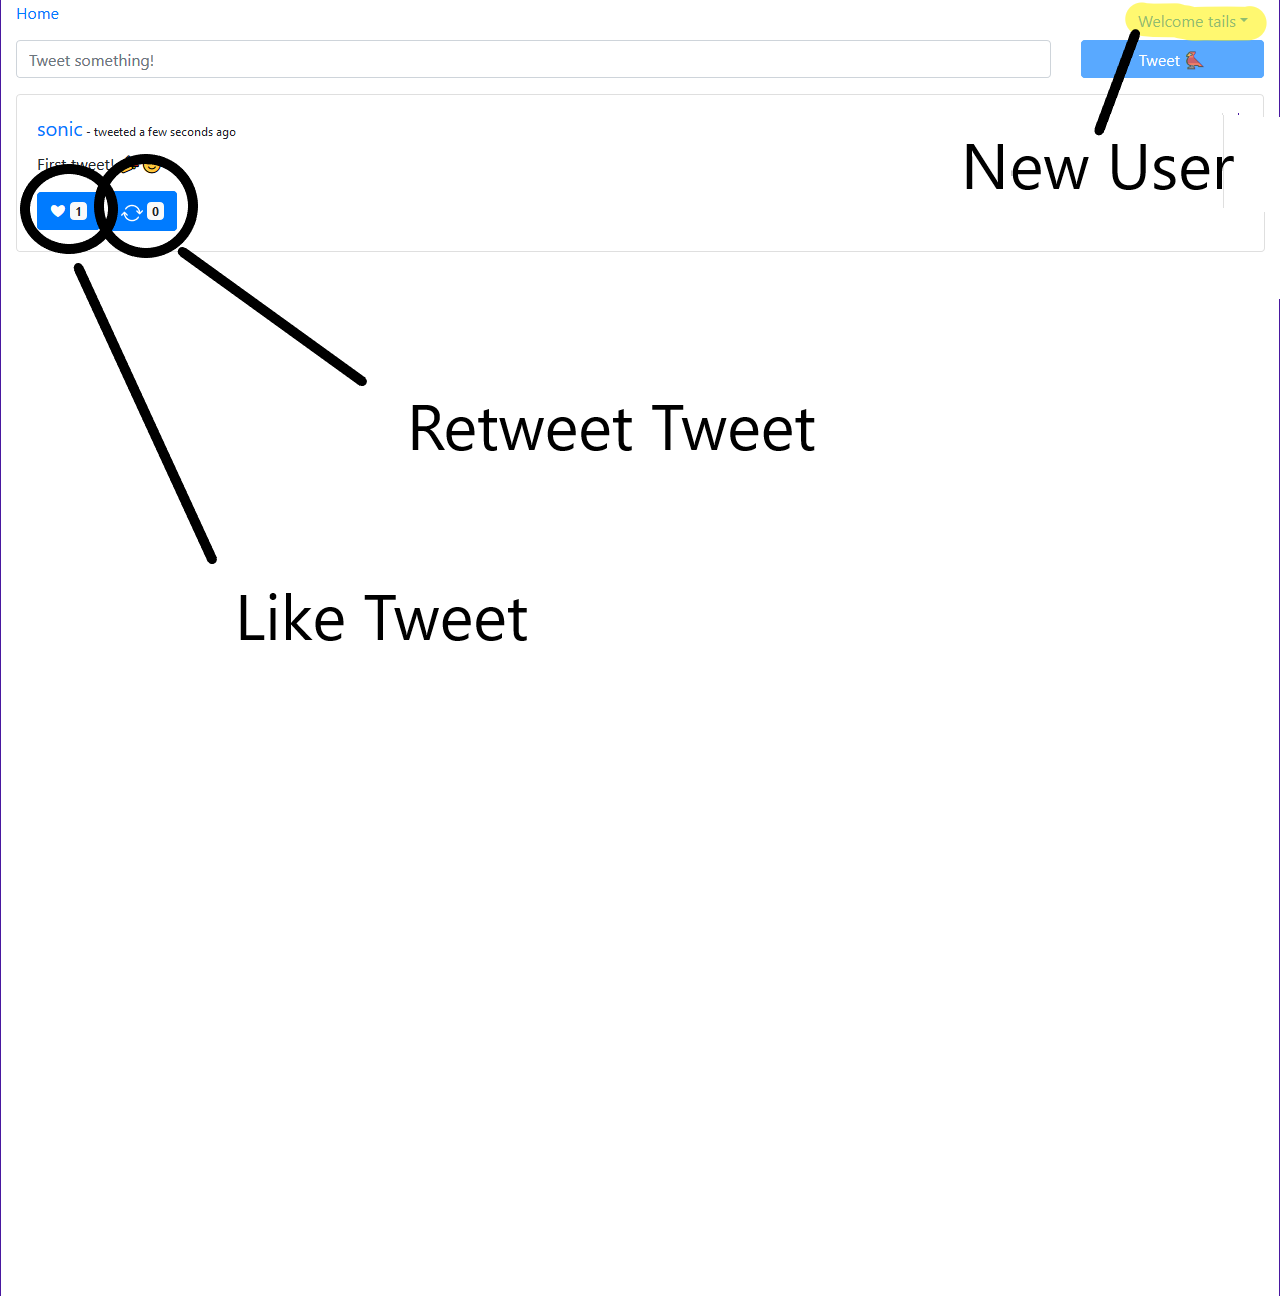 Home
Welcome tails
Tweet something!
Tweet
sonic - tweeted a few seconds ago
First tweet!
New User
1
0
Retweet Tweet
Like Tweet